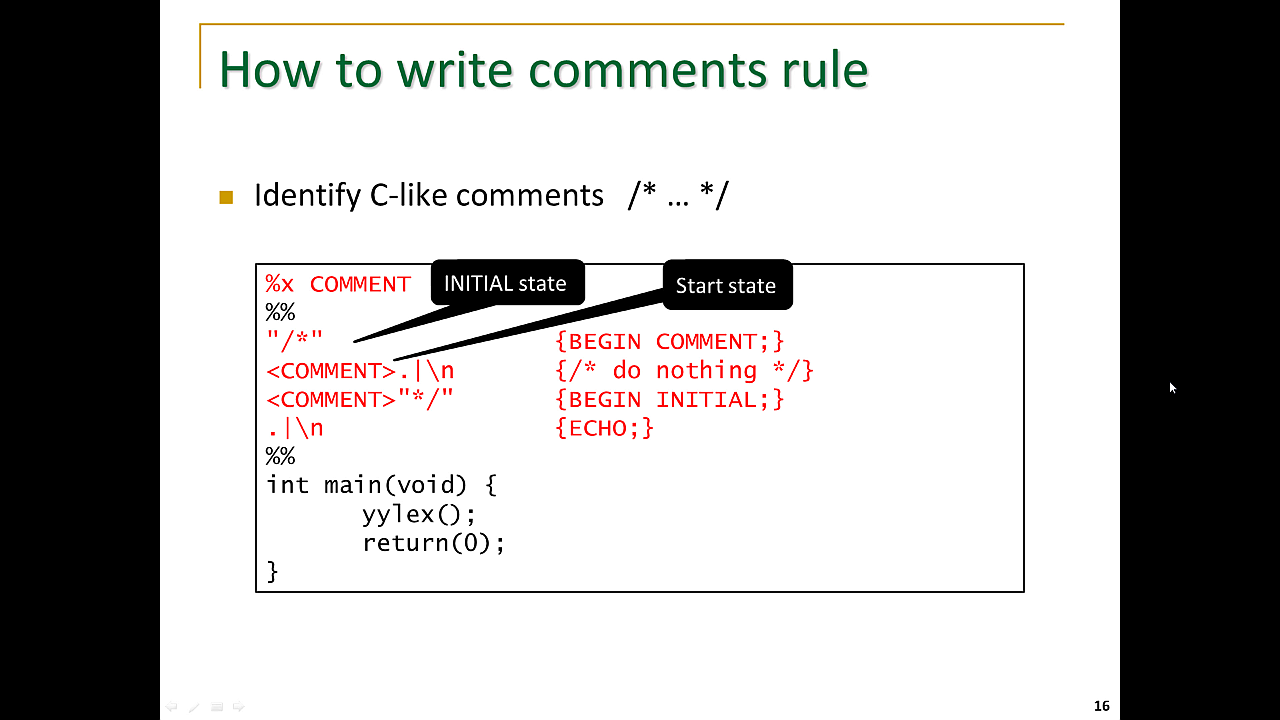 How to write comments rule
Identify C-like comments /* … */
%x COMMENT
INITIAL state
Start state
%%
"/*" {BEGIN COMMENT;}
<COMMENT>.|\n {/* do nothing */}
<COMMENT>"*/" {BEGIN INITIAL;}
.|\n {ECHO;}
%%
int main(void) {
yylex();
return(0);
}
16